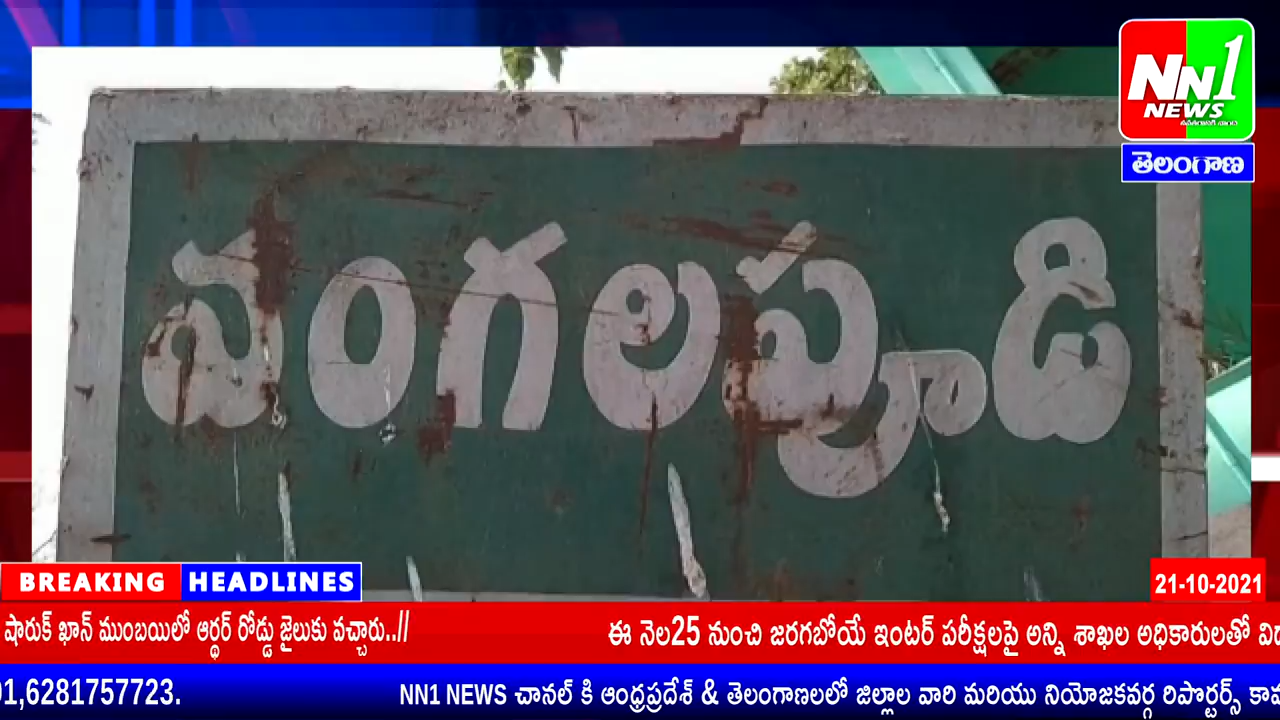 NN1
NEWS
తెలంగాణ
వంగలపూడి
BREAKING HEADLINES
21-10-2021
షారుక్ ఖాన్ ముంబయిలో ఆర్థర్ రోడ్డు జైలుకు వచ్చారు..// ఈ నెల25 నుంచి జరగబోయే ఇంటర్ పరీక్షలపై అన్ని శాఖల అధికారులతో
01,6281757723. NN1 NEWS చానల్ కి ఆంధ్రప్రదేశ్ & తెలంగాణలలో జిల్లాల వారి మరియు నియోజకవర్గ రిపొర్టర్స్